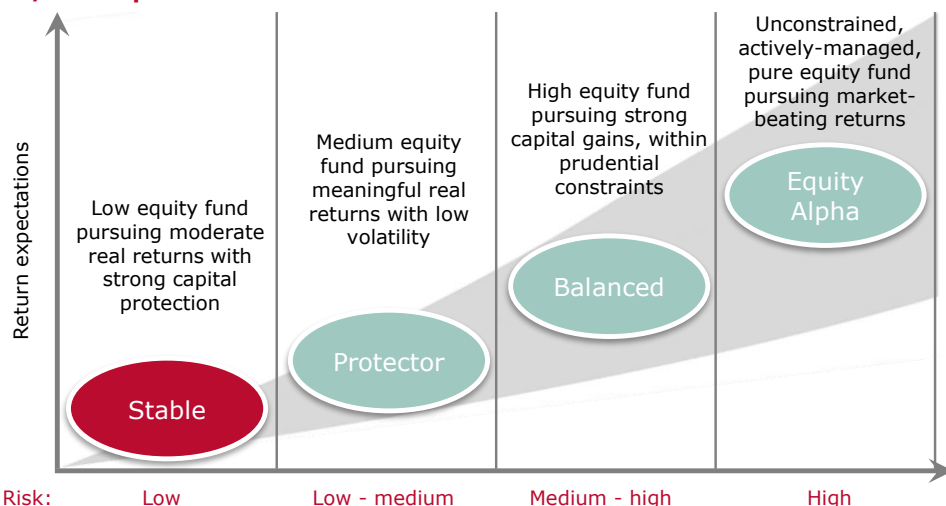 Unconstrained,
actively-managed,
pure equity fund
pursuing market-
beating returns
High equity fund
pursuing strong
capital gains, within
prudential
constraints
Medium equity
fund pursuing
meaningful real
returns with low
volatility
Low equity fund
pursuing moderate
real returns with
strong capital
protection
Return expectations
Equity
Alpha
Balanced
Protector
Stable
Risk: Low Low - medium Medium - high High